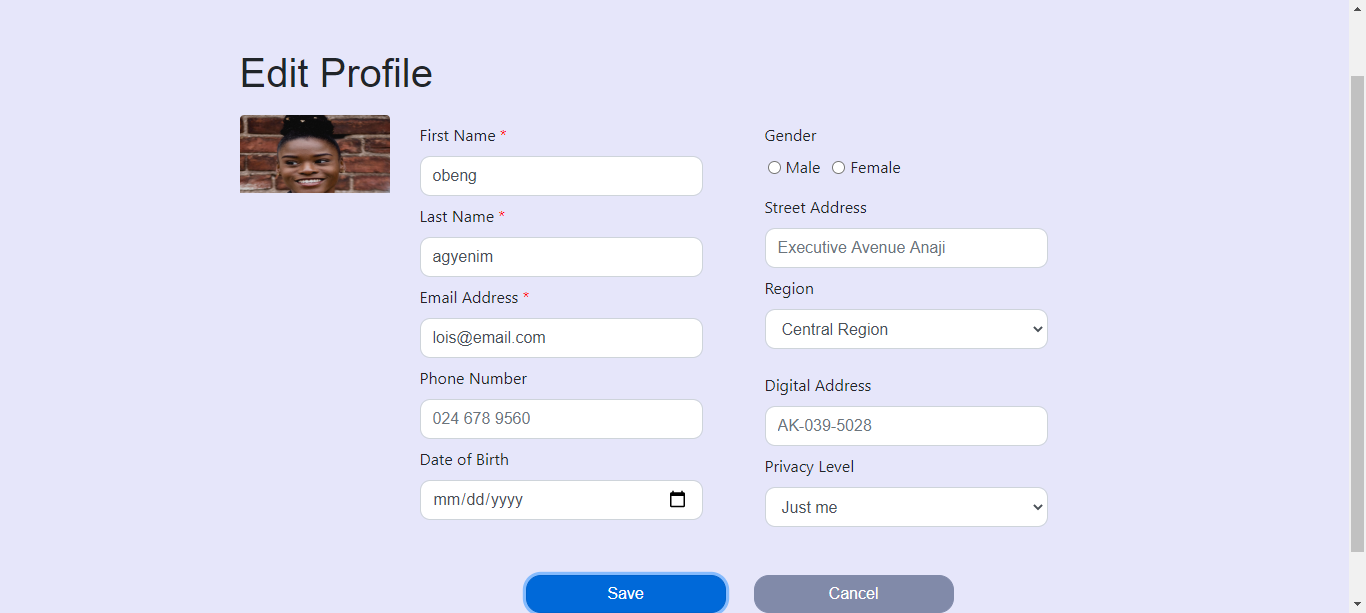 Edit Profile
First Name *
obeng
Last Name *
agyenim
Email Address *
lois@email.com
Phone Number
024 678 9560
Date of Birth
mm/dd/yyyy
Gender
Male Female
Street Address
Executive Avenue Anaji
Region
Central Region
Digital Address
AK-039-5028
Privacy Level
Just me
Save Cancel